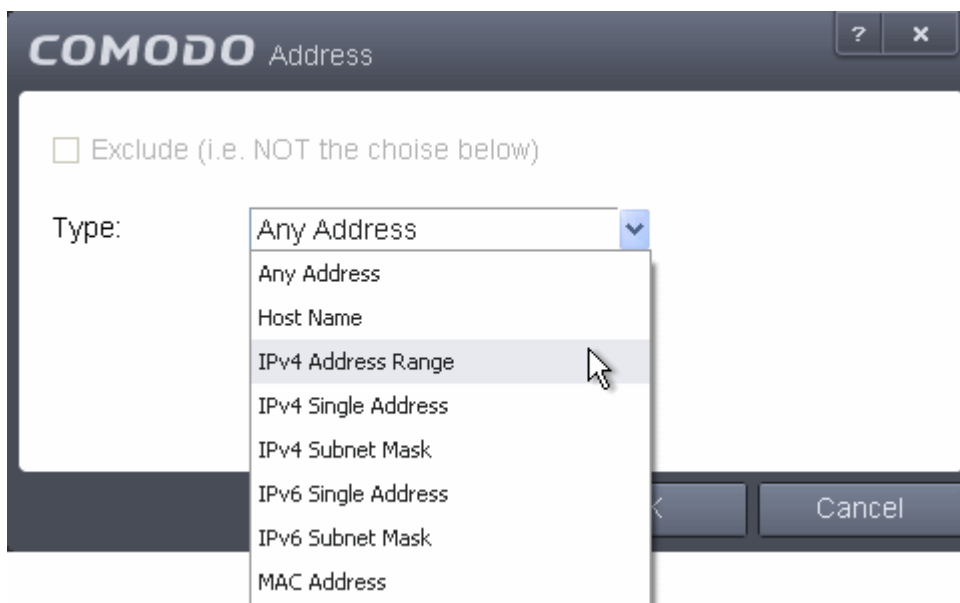 COMODO Address
? x
Exclude (i.e. NOT the choise below)
Type: Any Address
Any Address
Host Name
IPv4 Address Range
IPv4 Single Address
IPv4 Subnet Mask
IPv6 Single Address
IPv6 Subnet Mask
MAC Address
Cancel